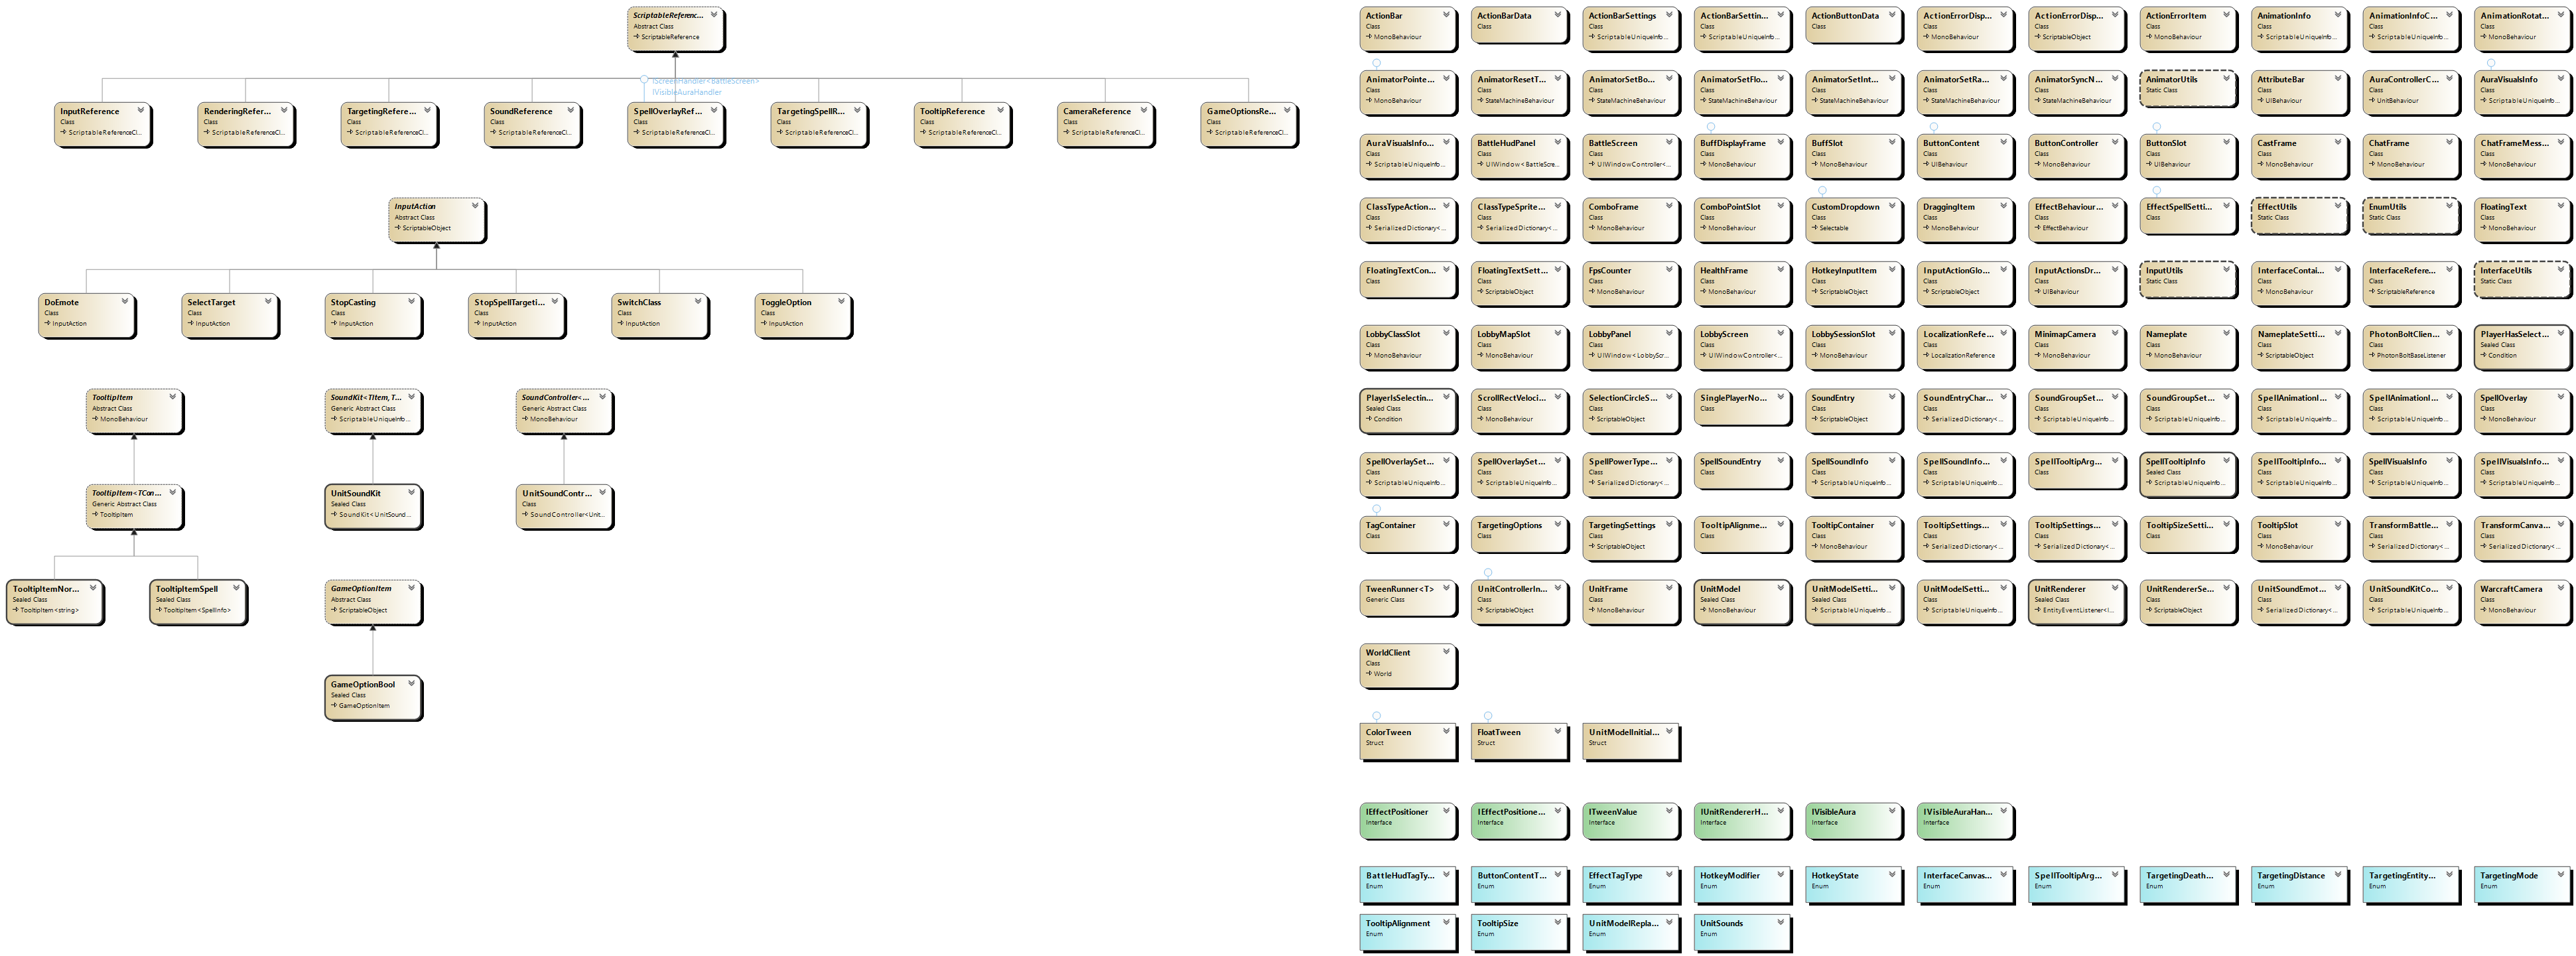 ScriptableReferenc...
Abstract Class
ScriptableReference
IScreenHandler<BattleScreen>
IVisibleAuraHandler
InputReference
Class
ScriptableReferenceCl...
RenderingRefer...
Class
ScriptableReferenceCl...
TargetingRefere...
Class
ScriptableReferenceCl...
SoundReference
Class
ScriptableReferenceCl...
SpellOverlayRef...
Class
ScriptableReferenceCl...
TargetingSpellR...
Class
ScriptableReferenceCl...
TooltipReference
Class
ScriptableReferenceCl...
CameraReference
Class
ScriptableReferenceCl...
GameOptionsRe...
Class
ScriptableReferenceCl...
InputAction
Abstract Class
ScriptableObject
DoEmote
Class
InputAction
SelectTarget
Class
InputAction
StopCasting
Class
InputAction
StopSpellTargeti...
Class
InputAction
SwitchClass
Class
InputAction
ToggleOption
Class
InputAction
TooltipItem
Abstract Class
MonoBehaviour
SoundKit<TItem, T...
Generic Abstract Class
ScriptableUniqueInfo...
SoundController<...
Generic Abstract Class
MonoBehaviour
TooltipItem<TCon...
Generic Abstract Class
TooltipItem
UnitSoundKit
Sealed Class
SoundKit<UnitSound...
UnitSoundContr...
Class
SoundController<Unit...
TooltipItemNor...
Sealed Class
TooltipItem<string>
TooltipItemSpell
Sealed Class
TooltipItem<SpellInfo>
GameOptionItem
Abstract Class
ScriptableObject
GameOptionBool
Sealed Class
GameOptionItem
ActionBar
Class
MonoBehaviour
ActionBarData
Class
ActionBarSettings
Class
ScriptableUniqueInfo...
ActionBarSettin...
Class
ScriptableUniqueInfo...
ActionButtonData
Class
ActionErrorDisp...
Class
MonoBehaviour
ActionErrorDisp...
Class
ScriptableObject
ActionErrorItem
Class
MonoBehaviour
AnimationInfo
Class
ScriptableUniqueInfo...
AnimationInfoC...
Class
ScriptableUniqueInfo...
AnimationRotat...
Class
MonoBehaviour
AnimatorPointe...
Class
MonoBehaviour
AnimatorResetT...
Class
StateMachineBehaviour
AnimatorSetBo...
Class
StateMachineBehaviour
AnimatorSetFlo...
Class
StateMachineBehaviour
AnimatorSetInt...
Class
StateMachineBehaviour
AnimatorSetRa...
Class
StateMachineBehaviour
AnimatorSyncN...
Class
StateMachineBehaviour
AnimatorUtils
Static Class
AttributeBar
Class
UIBehaviour
AuraControllerC...
Class
UnitBehaviour
AuraVisualsInfo
Class
ScriptableUniqueInfo...
AuraVisualsInfo...
Class
ScriptableUniqueInfo...
BattleHudPanel
Class
UIWindow<BattleScre...
BattleScreen
Class
UIWindowController<...
BuffDisplayFrame
Class
MonoBehaviour
BuffSlot
Class
MonoBehaviour
ButtonContent
Class
UIBehaviour
ButtonController
Class
MonoBehaviour
ButtonSlot
Class
UIBehaviour
CastFrame
Class
MonoBehaviour
ChatFrame
Class
MonoBehaviour
ChatFrameMess...
Class
MonoBehaviour
ClassTypeAction...
Class
SerializedDictionary<...
ClassTypeSprite...
Class
SerializedDictionary<...
ComboFrame
Class
MonoBehaviour
ComboPointSlot
Class
MonoBehaviour
CustomDropdown
Class
Selectable
DraggingItem
Class
MonoBehaviour
EffectBehaviour...
Class
EffectBehaviour
EffectSpellSetti...
Class
EffectUtils
Static Class
EnumUtils
Static Class
FloatingText
Class
MonoBehaviour
FloatingTextCon...
Class
FloatingTextSett...
Class
ScriptableObject
FpsCounter
Class
MonoBehaviour
HealthFrame
Class
MonoBehaviour
HotkeyInputItem
Class
ScriptableObject
InputActionGlo...
Class
ScriptableObject
InputActionsDr...
Class
UIBehaviour
InputUtils
Static Class
InterfaceContai...
Class
MonoBehaviour
InterfaceRefere...
Class
ScriptableReference
InterfaceUtils
Static Class
LobbyClassSlot
Class
MonoBehaviour
LobbyMapSlot
Class
MonoBehaviour
LobbyPanel
Class
UIWindow<LobbyScr...
LobbyScreen
Class
UIWindowController<...
LobbySessionSlot
Class
MonoBehaviour
LocalizationRefe...
Class
LocalizationReference
MinimapCamera
Class
MonoBehaviour
Nameplate
Class
MonoBehaviour
NameplateSetti...
Class
ScriptableObject
PhotonBoltClien...
Class
PhotonBoltBaseListener
PlayerHasSelect...
Sealed Class
Condition
PlayerIsSelectin...
Sealed Class
Condition
ScrollRectVeloci...
Class
MonoBehaviour
SelectionCircleS...
Class
ScriptableObject
SinglePlayerNo...
Class
SoundEntry
Class
ScriptableObject
SoundEntryChar...
Class
SerializedDictionary<...
SoundGroupSet...
Class
ScriptableUniqueInfo...
SoundGroupSet...
Class
ScriptableUniqueInfo...
SpellAnimationI...
Class
ScriptableUniqueInfo...
SpellAnimationI...
Class
ScriptableUniqueInfo...
SpellOverlay
Class
MonoBehaviour
SpellOverlaySet...
Class
ScriptableUniqueInfo...
SpellOverlaySet...
Class
ScriptableUniqueInfo...
SpellPowerType...
Class
SerializedDictionary<...
SpellSoundEntry
Class
SpellSoundInfo
Class
ScriptableUniqueInfo...
SpellSoundInfo...
Class
ScriptableUniqueInfo...
SpellTooltipArg...
Class
SpellTooltipInfo
Sealed Class
ScriptableUniqueInfo...
SpellTooltipInfo...
Class
ScriptableUniqueInfo...
SpellVisualsInfo
Class
ScriptableUniqueInfo...
SpellVisualsInfo...
Class
ScriptableUniqueInfo...
TagContainer
Class
TargetingOptions
Class
TargetingSettings
Class
ScriptableObject
TooltipAlignme...
Class
TooltipContainer
Class
MonoBehaviour
TooltipSettings...
Class
SerializedDictionary<...
TooltipSettings...
Class
SerializedDictionary<...
TooltipSizeSetti...
Class
TooltipSlot
Class
MonoBehaviour
TransformBattle...
Class
SerializedDictionary<...
TransformCanva...
Class
SerializedDictionary<...
TweenRunner<T>
Generic Class
UnitControllerIn...
Class
ScriptableObject
UnitFrame
Class
MonoBehaviour
UnitModel
Sealed Class
MonoBehaviour
UnitModelSetti...
Sealed Class
ScriptableUniqueInfo...
UnitModelSetti...
Class
ScriptableUniqueInfo...
UnitRenderer
Sealed Class
EntityEventListener<I...
UnitRendererSe...
Class
ScriptableObject
UnitSoundEmot...
Class
SerializedDictionary<...
UnitSoundKitCo...
Class
ScriptableUniqueInfo...
WarcraftCamera
Class
MonoBehaviour
WorldClient
Class
World
ColorTween
Struct
FloatTween
Struct
UnitModelInitial...
Struct
IEffectPositioner
Interface
IEffectPositione...
Interface
ITweenValue
Interface
IUnitRendererH...
Interface
IVisibleAura
Interface
IVisibleAuraHan...
Interface
BattleHudTagTy...
Enum
ButtonContentT...
Enum
EffectTagType
Enum
HotkeyModifier
Enum
HotkeyState
Enum
InterfaceCanvas...
Enum
SpellTooltipArg...
Enum
TargetingDeath...
Enum
TargetingDistance
Enum
TargetingEntity...
Enum
TargetingMode
Enum
TooltipAlignment
Enum
TooltipSize
Enum
UnitModelRepla...
Enum
UnitSounds
Enum